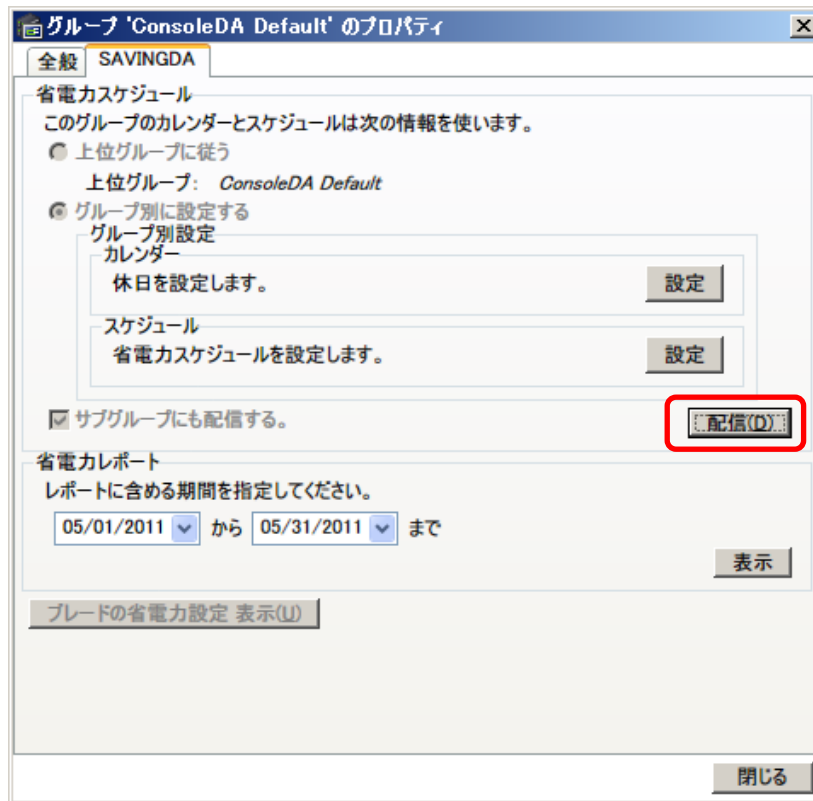 グループ 'ConsoleDA Default' のプロパティ
全般 SAVINGDA
省電力スケジュール
このグループのカレンダーとスケジュールは次の情報を使います。
上位グループに従う
上位グループ: ConsoleDA Default
グループ別に設定する
グループ別設定
カレンダー
休日を設定します。 設定
スケジュール
省電力スケジュールを設定します。 設定
サブグループにも配信する。 配信(D)
省電力レポート
レポートに含める期間を指定してください。
05/01/2011 から 05/31/2011 まで
表示
ブレードの省電力設定 表示(U)
閉じる